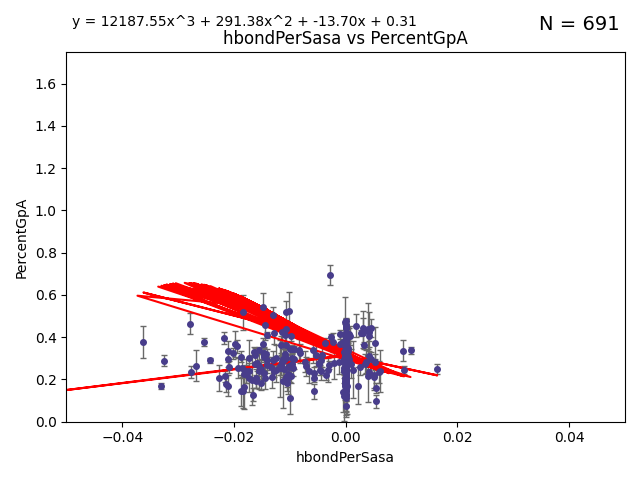 y = 12187.55x^3 + 291.38x^2 + -13.70x + 0.31
N = 691
hbondPerSasa vs PercentGpA
1.6
1.4
1.2
1.0
0.8
0.6
0.4
0.2
0.0
PercentGpA
−0.04
−0.02
0.00
0.02
0.04
hbondPerSasa